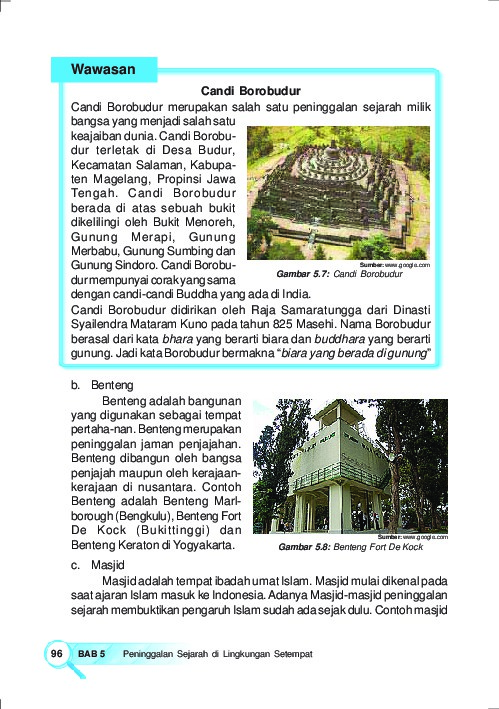 Wawasan
Candi Borobudur
Candi Borobudur merupakan salah satu peninggalan sejarah milik
bangsa yang menjadi salah satu
keajaiban dunia. Candi Borobu-
dur terletak di Desa Budur,
Kecamatan Salaman, Kabupa-
ten Magelang, Propinsi Jawa
Tengah. Candi Borobudur
berada di atas sebuah bukit
dikelilingi oleh Bukit Menoreh,
Gunung Merapi, Gunung
Merbabu, Gunung Sumbing dan
Gunung Sindoro. Candi Borobu-
dur mempunyai corak yang sama
dengan candi-candi Buddha yang ada di India.
Sumber: www.google.com
Gambar 5.7: Candi Borobudur
Candi Borobudur didirikan oleh Raja Samaratungga dari Dinasti
Syailendra Mataram Kuno pada tahun 825 Masehi. Nama Borobudur
berasal dari kata bhara yang berarti biara dan buddhara yang berarti
gunung. Jadi kata Borobudur bermakna “biara yang berada di gunung”
b. Benteng
Benteng adalah bangunan
yang digunakan sebagai tempat
pertaha-nan. Benteng merupakan
peninggalan jaman penjajahan.
Benteng dibangun oleh bangsa
penjajah maupun oleh kerajaan-
kerajaan di nusantara. Contoh
Benteng adalah Benteng Marl-
borough (Bengkulu), Benteng Fort
De Kock (Bukittinggi) dan
Benteng Keraton di Yogyakarta.
Sumber: www.google.com
Gambar 5.8: Benteng Fort De Kock
c. Masjid
Masjid adalah tempat ibadah umat Islam. Masjid mulai dikenal pada
saat ajaran Islam masuk ke Indonesia. Adanya Masjid-masjid peninggalan
sejarah membuktikan pengaruh Islam sudah ada sejak dulu. Contoh masjid
96 BAB 5 Peninggalan Sejarah di Lingkungan Setempat